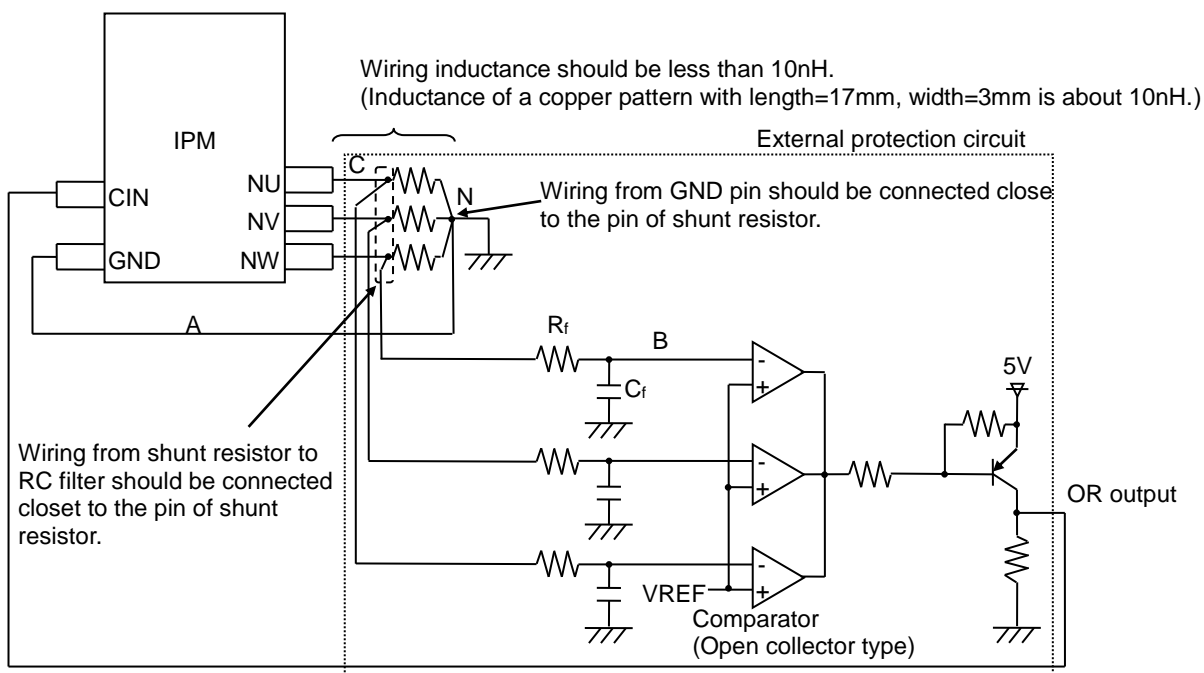 Wiring inductance should be less than 10nH.
(Inductance of a copper pattern with length=17mm, width=3mm is about 10nH.)
External protection circuit
IPM
C
NU
CIN
N
Wiring from GND pin should be connected close
to the pin of shunt resistor.
NV
GND
NW
A
Rf
B
5V
Cf
Wiring from shunt resistor to
RC filter should be connected
closet to the pin of shunt
resistor.
-
+
-
+
-
+
OR output
VREF
Comparator
(Open collector type)